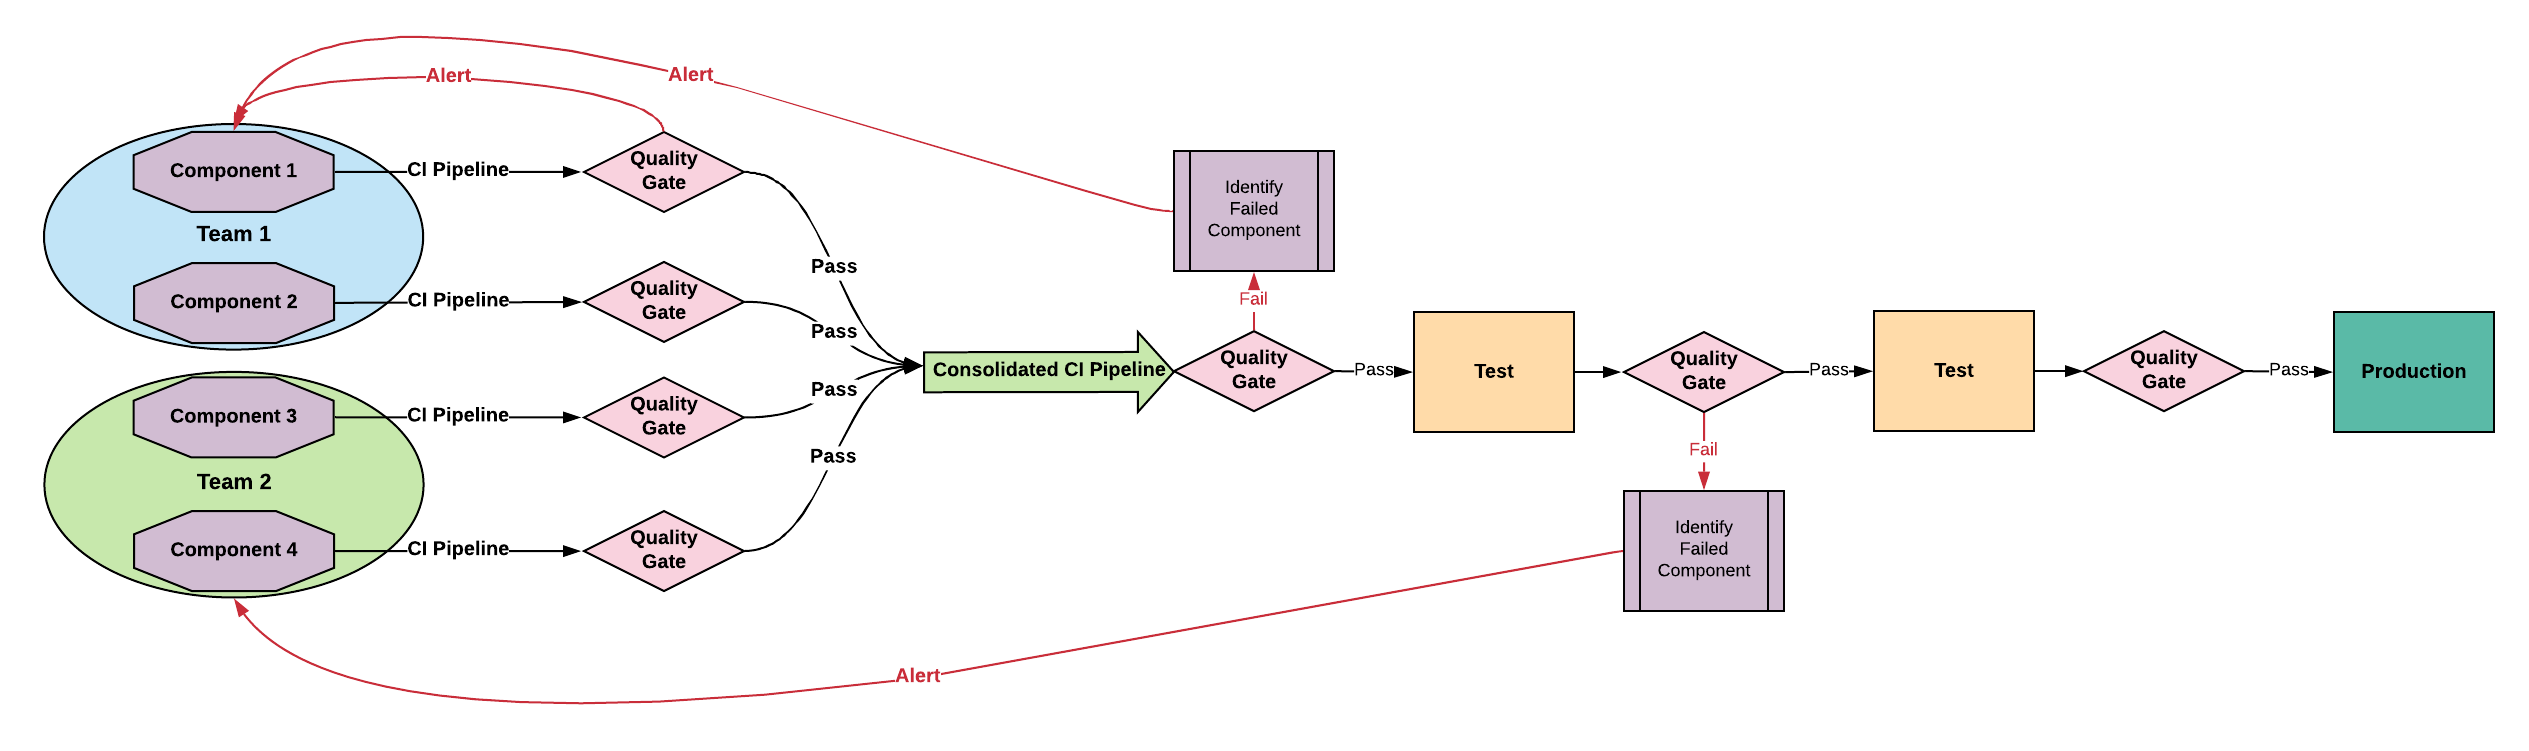 Alert
Alert
Component 1
CI Pipeline
Quality
Gate
Team 1
Pass
Component 2
CI Pipeline
Quality
Gate
Pass
Component 3
CI Pipeline
Quality
Gate
Pass
Team 2
Pass
Component 4
CI Pipeline
Quality
Gate
Consolidated CI Pipeline
Quality
Gate
Fail
Identify
Failed
Component
Pass
Test
Quality
Gate
Fail
Identify
Failed
Component
Alert
Pass
Test
Quality
Gate
Pass
Production